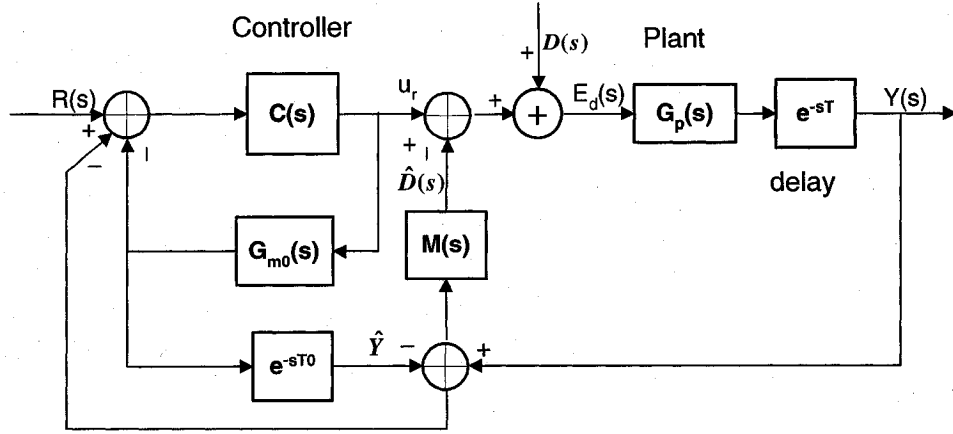 Controller
Plant
+ D(s)
R(s)
+
−
−
C(s)
u_r
+ −
+
+
E_d(s)
G_p(s)
e^-sT
Y(s)
delay
D̂(s)
G_m0(s)
M(s)
e^-sT0
Ŷ
−
+